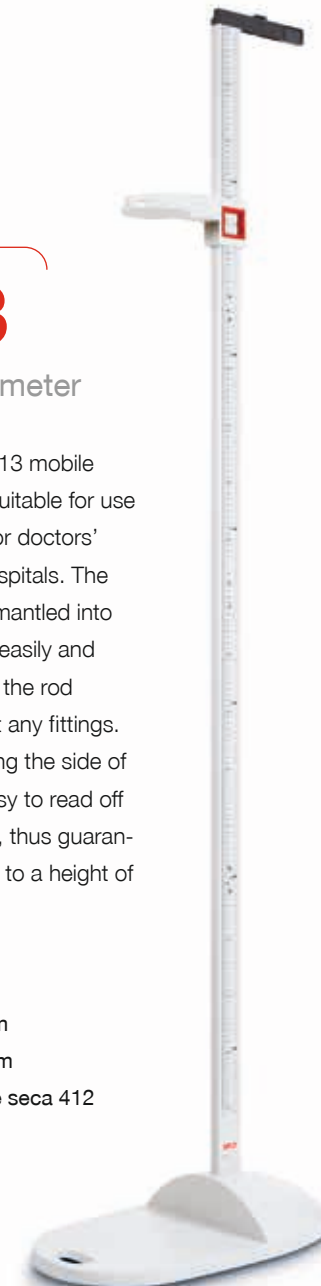 3
meter
13 mobile
uitable for use
or doctors'
spitals. The
mantled into
easily and
the rod
t any fittings.
ng the side of
sy to read off
, thus guaran-
to a height of
m
m
e seca 412
seca